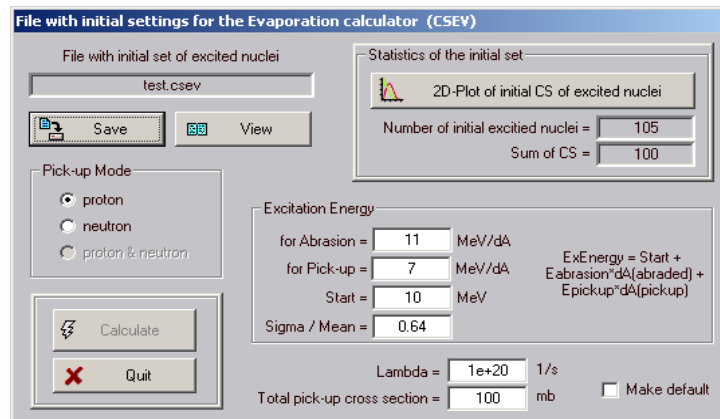 File with initial settings for the Evaporation calculator (CSEV)
File with initial set of excited nuclei
test.csev
Save
View
Statistics of the initial set
2D-Plot of initial CS of excited nuclei
Number of initial excitied nuclei = 105
Sum of CS = 100
Pick-up Mode
proton
neutron
proton & neutron
Excitation Energy
for Abrasion = 11 MeV/dA
for Pick-up = 7 MeV/dA
Start = 10 MeV
Sigma / Mean = 0.64
ExEnergy = Start +
Eabrasion*dA(abraded) +
Epickup*dA(pickup)
Calculate
Quit
Lambda = 1e+20 1/s
Total pick-up cross section = 100 mb
Make default